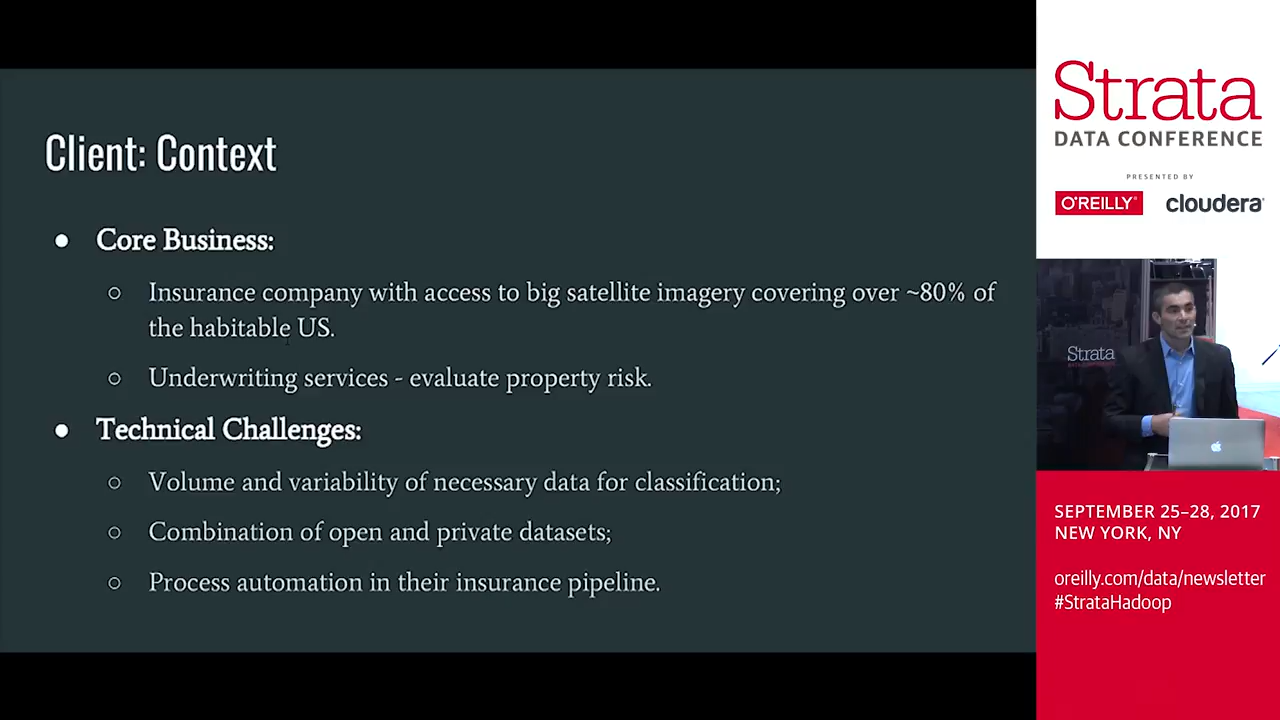 Client: Context
● Core Business:
○ Insurance company with access to big satellite imagery covering over ~80% of
the habitable US.
○ Underwriting services - evaluate property risk.
● Technical Challenges:
○ Volume and variability of necessary data for classification;
○ Combination of open and private datasets;
○ Process automation in their insurance pipeline.
Strata
DATA CONFERENCE
PRESENTED BY
O'REILLY® cloudera®
Strata
DATA CONFERENCE
SEPTEMBER 25–28, 2017
NEW YORK, NY
oreilly.com/data/newsletter
#StrataHadoop